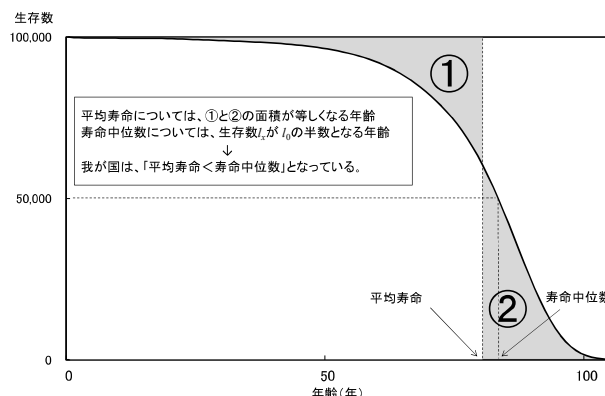 生存数
100,000
①
平均寿命については、①と②の面積が等しくなる年齢
寿命中位数については、生存数lxが l0の半数となる年齢
↓
我が国は、「平均寿命＜寿命中位数」となっている。
50,000
平均寿命
②
寿命中位数
0
0
50
100
年齢(年)